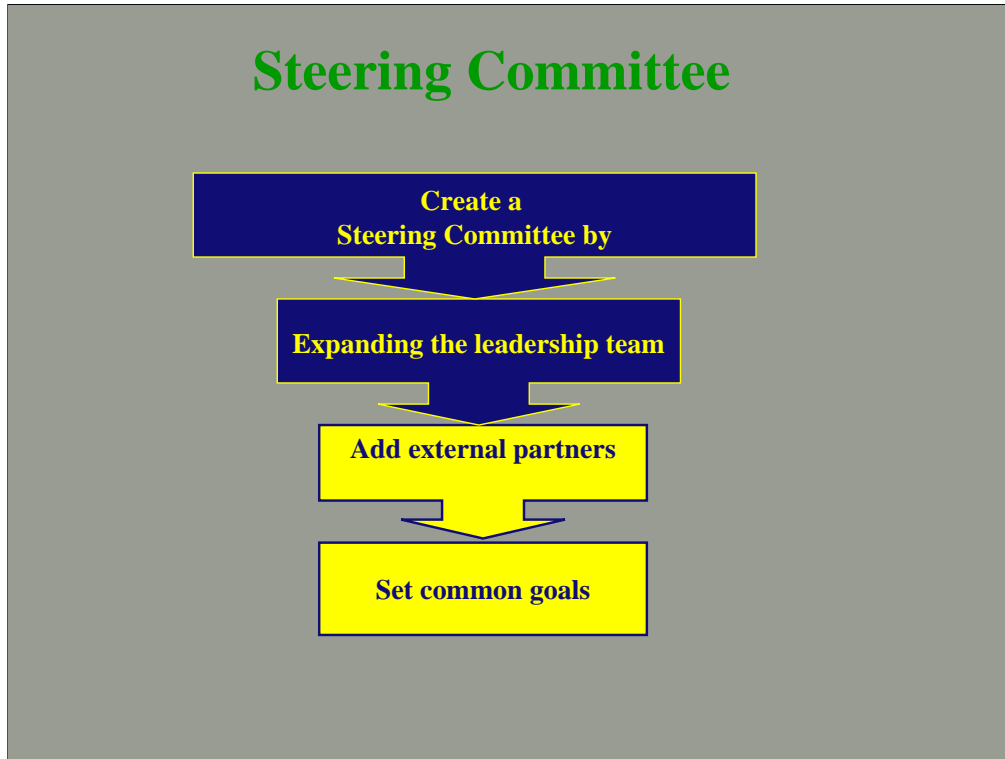 Steering Committee
Create a
Steering Committee by
Expanding the leadership team
Add external partners
Set common goals